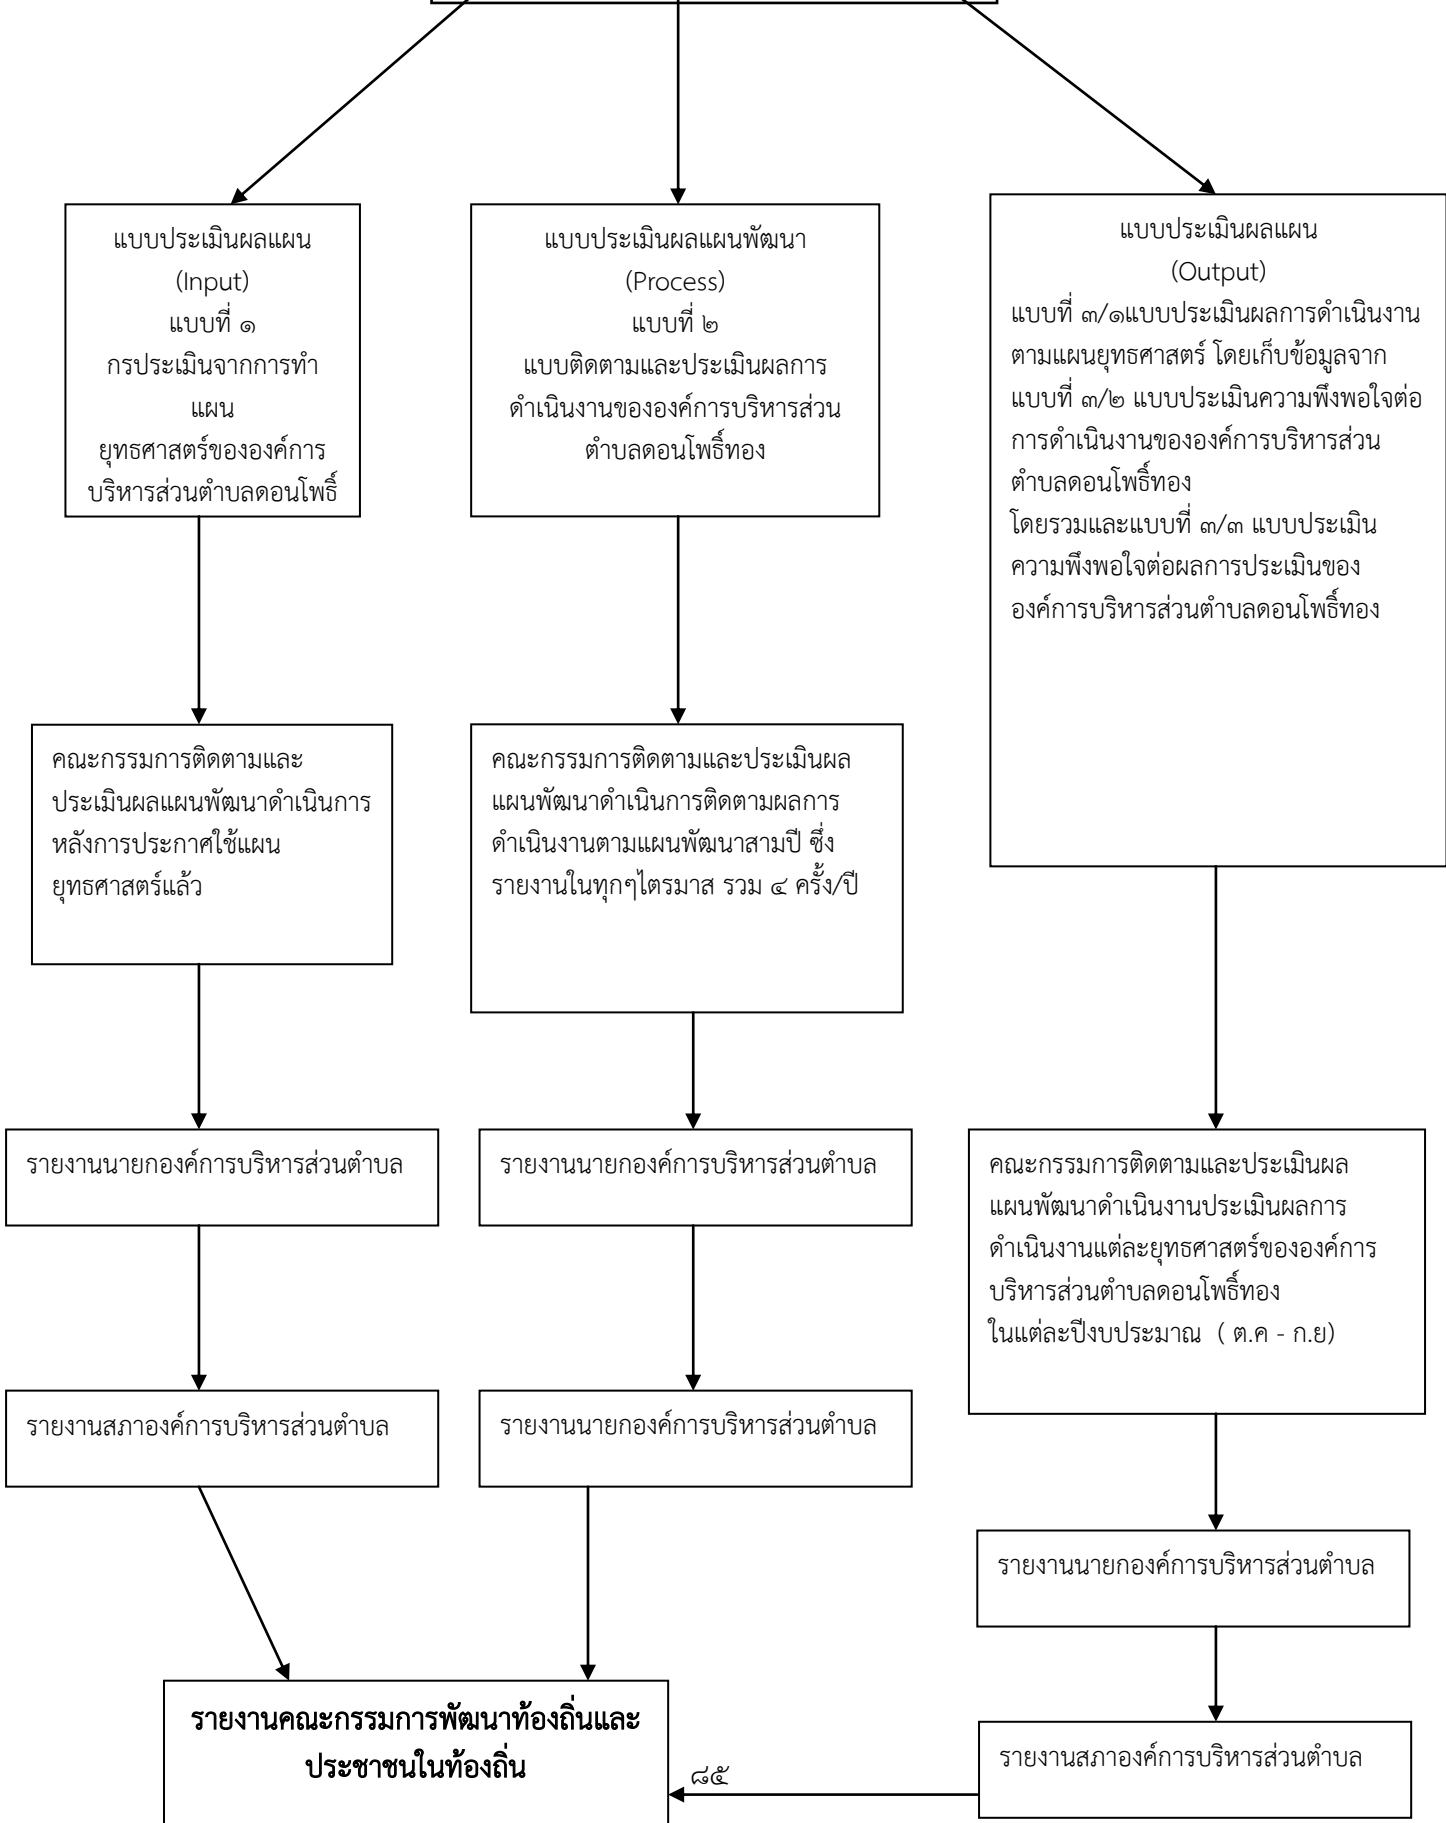 แบบประเมินผลแผน
(Input)
แบบที่ ๑
กรประเมินจากการทำ
แผน
ยุทธศาสตร์ขององค์การ
บริหารส่วนตำบลดอนโพธิ์
แบบประเมินผลแผนพัฒนา
(Process)
แบบที่ ๒
แบบติดตามและประเมินผลการ
ดำเนินงานขององค์การบริหารส่วน
ตำบลดอนโพธิ์ทอง
แบบประเมินผลแผน
(Output)
แบบที่ ๓/๑แบบประเมินผลการดำเนินงาน
ตามแผนยุทธศาสตร์ โดยเก็บข้อมูลจาก
แบบที่ ๓/๒ แบบประเมินความพึงพอใจต่อ
การดำเนินงานขององค์การบริหารส่วน
ตำบลดอนโพธิ์ทอง
โดยรวมและแบบที่ ๓/๓ แบบประเมิน
ความพึงพอใจต่อผลการประเมินของ
องค์การบริหารส่วนตำบลดอนโพธิ์ทอง
คณะกรรมการติดตามและ
ประเมินผลแผนพัฒนาดำเนินการ
หลังการประกาศใช้แผน
ยุทธศาสตร์แล้ว
คณะกรรมการติดตามและประเมินผล
แผนพัฒนาดำเนินการติดตามผลการ
ดำเนินงานตามแผนพัฒนาสามปี ซึ่ง
รายงานในทุกๆไตรมาส รวม ๔ ครั้ง/ปี
รายงานนายกองค์การบริหารส่วนตำบล
รายงานนายกองค์การบริหารส่วนตำบล
คณะกรรมการติดตามและประเมินผล
แผนพัฒนาดำเนินงานประเมินผลการ
ดำเนินงานแต่ละยุทธศาสตร์ขององค์การ
บริหารส่วนตำบลดอนโพธิ์ทอง
ในแต่ละปีงบประมาณ ( ต.ค - ก.ย)
รายงานสภาองค์การบริหารส่วนตำบล
รายงานนายกองค์การบริหารส่วนตำบล
รายงานนายกองค์การบริหารส่วนตำบล
รายงานคณะกรรมการพัฒนาท้องถิ่นและ
ประชาชนในท้องถิ่น
รายงานสภาองค์การบริหารส่วนตำบล
๘๕